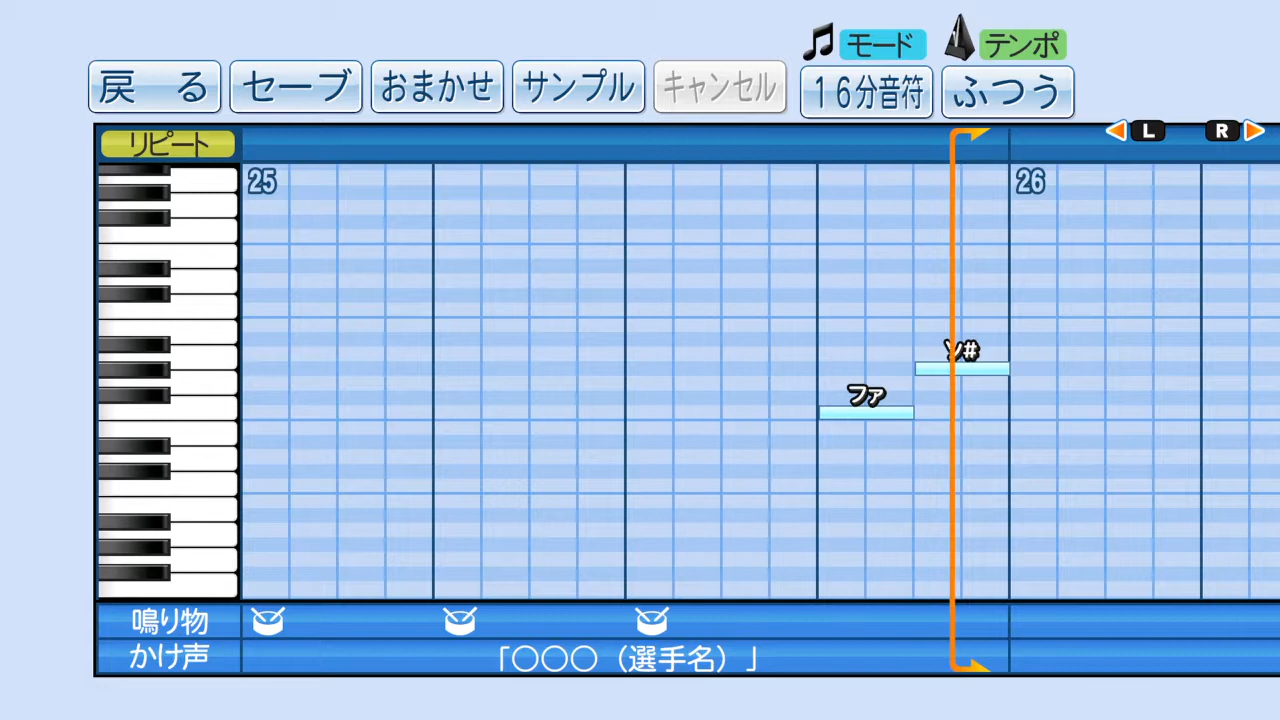 モード テンポ
戻る セーブ おまかせ サンプル キャンセル 16分音符 ふつう
リピート L R
25 26
ソ#
ファ
鳴り物
かけ声 「○○○（選手名）」